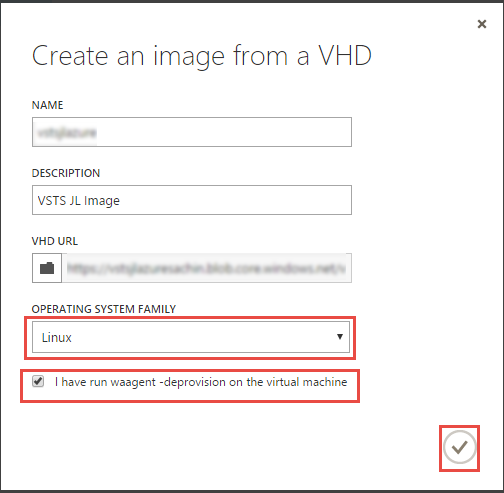 Create an image from a VHD
NAME
DESCRIPTION
VSTS JL Image
VHD URL
OPERATING SYSTEM FAMILY
Linux
I have run waagent -deprovision on the virtual machine